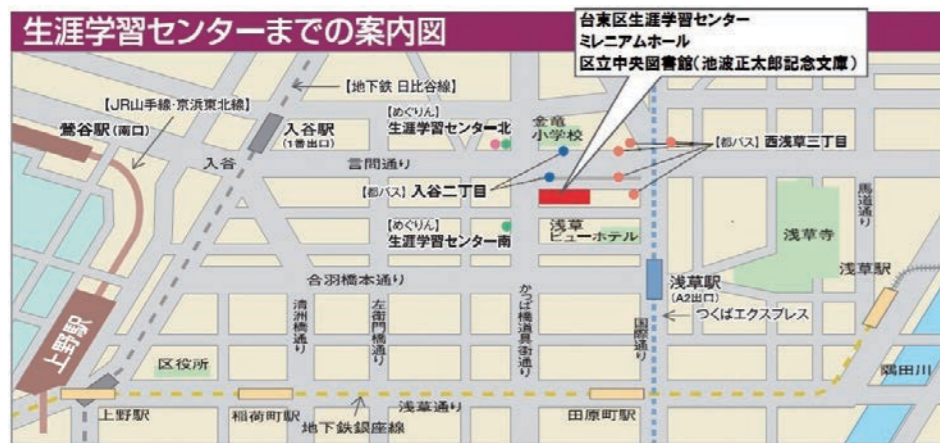 生涯学習センターまでの案内図
台東区生涯学習センター
ミレニアムホール
区立中央図書館(池波正太郎記念文庫)
【地下鉄 日比谷線】
【JR山手線・京浜東北線】
鶯谷駅(南口)
入谷駅
(1番出口)
【めぐりん】
生涯学習センター北
金竜
小学校
【都バス】西浅草三丁目
入谷
言問通り
【都バス】入谷二丁目
馬道通り
【めぐりん】
生涯学習センター南
浅草
ビューホテル
浅草寺
浅草駅
合羽橋本通り
浅草駅
(A2出口)
つくばエクスプレス
清洲橋通り
左衛門橋通り
かっぱ橋道具街通り
国際通り
上野駅
区役所
隅田川
上野駅
稲荷町駅
浅草通り
田原町駅
地下鉄銀座線